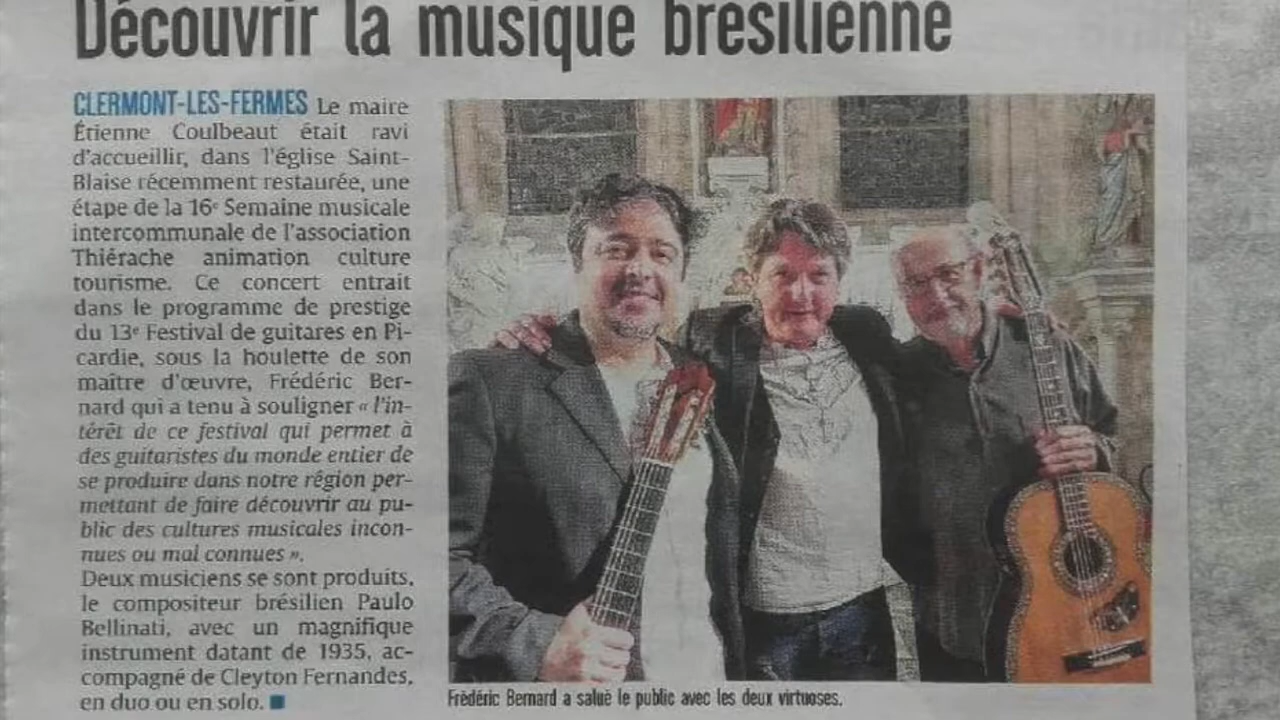 Découvrir la musique brésilienne
CLERMONT-LES-FERMES Le maire
Étienne Coulbeaut était ravi
d'accueillir, dans l'église Saint-
Blaise récemment restaurée, une
étape de la 16e Semaine musicale
intercommunale de l'association
Thiérache animation culture
tourisme. Ce concert entrait
dans le programme de prestige
du 13e Festival de guitares en Pi-
cardie, sous la houlette de son
maître d'œuvre, Frédéric Ber-
nard qui a tenu à souligner « l'in-
térêt de ce festival qui permet à
des guitaristes du monde entier de
se produire dans notre région per-
mettant de faire découvrir au pu-
blic des cultures musicales incon-
nues ou mal connues ».
Deux musiciens se sont produits,
le compositeur brésilien Paulo
Bellinati, avec un magnifique
instrument datant de 1935, ac-
compagné de Cleyton Fernandes,
en duo ou en solo. ■
Frédéric Bernard a salué le public avec les deux virtuoses.